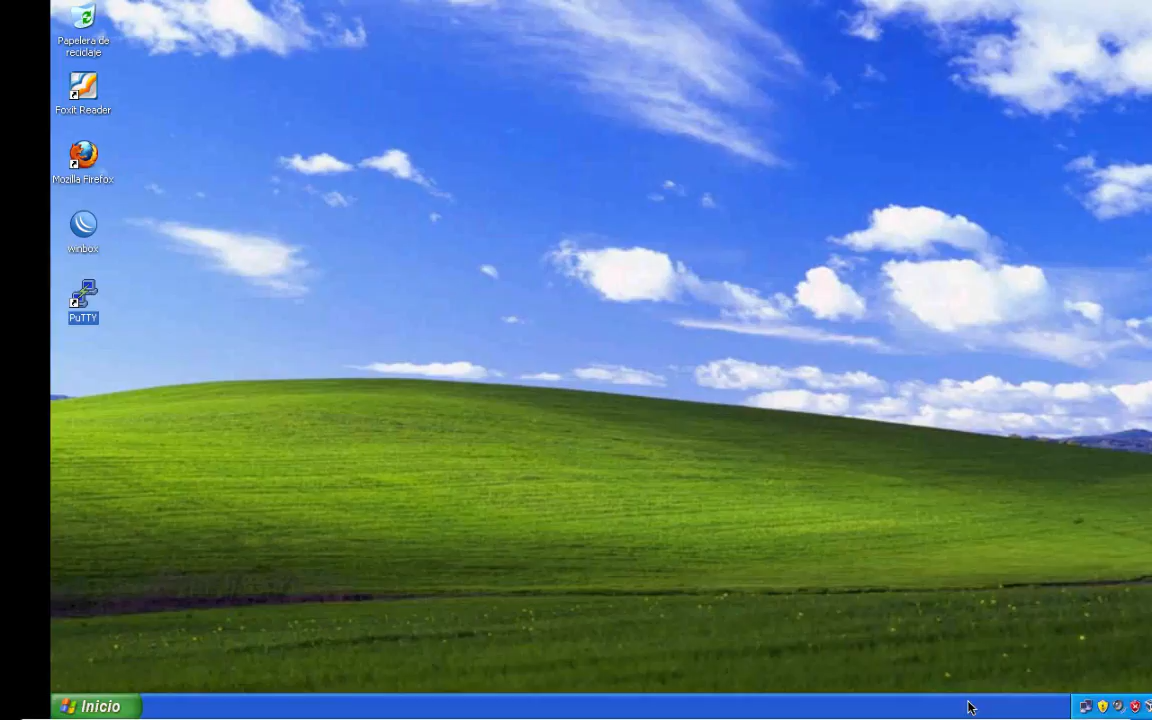 Papelera de
reciclaje
Foxit Reader
Mozilla Firefox
winbox
PuTTY
Inicio